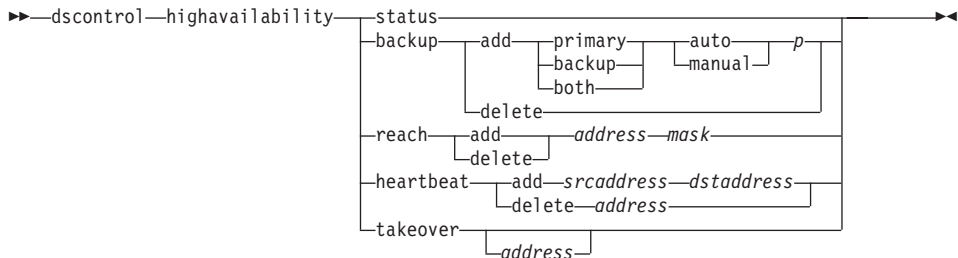 dscontrol highavailability status
backup add primary auto p
backup manual
both
delete
reach add address mask
delete
heartbeat add srcaddress dstaddress
delete address
takeover
address